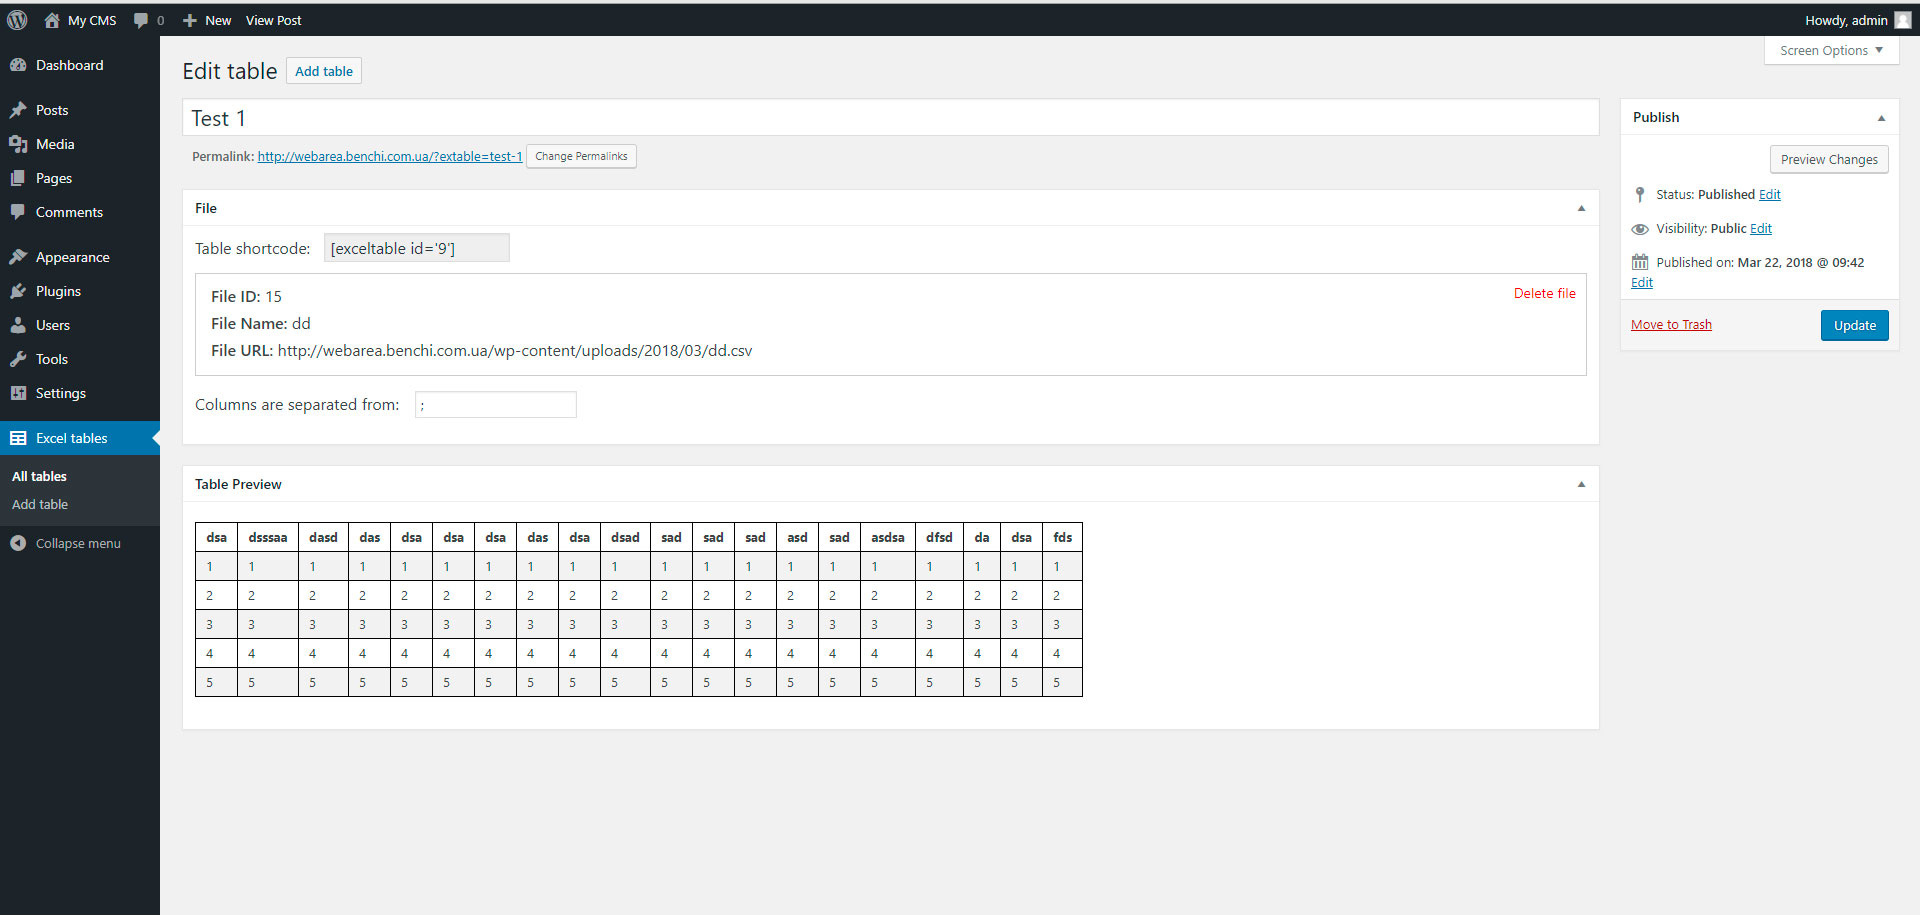 My CMS 0 New View Post Howdy, admin
Screen Options
Dashboard
Posts
Media
Pages
Comments
Appearance
Plugins
Users
Tools
Settings
Excel tables
All tables
Add table
Collapse menu
Edit table Add table
Test 1
Permalink: http://webarea.benchi.com.ua/?extable=test-1 Change Permalinks
File
Table shortcode: [exceltable id='9']
File ID: 15
Delete file
File Name: dd
File URL: http://webarea.benchi.com.ua/wp-content/uploads/2018/03/dd.csv
Columns are separated from: ;
Table Preview
dsa dsssaa dasd das dsa dsa dsa das dsa dsad sad sad sad asd sad asdsa dfsd da dsa fds
1 1 1 1 1 1 1 1 1 1 1 1 1 1 1 1 1 1 1 1
2 2 2 2 2 2 2 2 2 2 2 2 2 2 2 2 2 2 2 2
3 3 3 3 3 3 3 3 3 3 3 3 3 3 3 3 3 3 3 3
4 4 4 4 4 4 4 4 4 4 4 4 4 4 4 4 4 4 4 4
5 5 5 5 5 5 5 5 5 5 5 5 5 5 5 5 5 5 5 5
Publish
Preview Changes
Status: Published Edit
Visibility: Public Edit
Published on: Mar 22, 2018 @ 09:42
Edit
Move to Trash Update